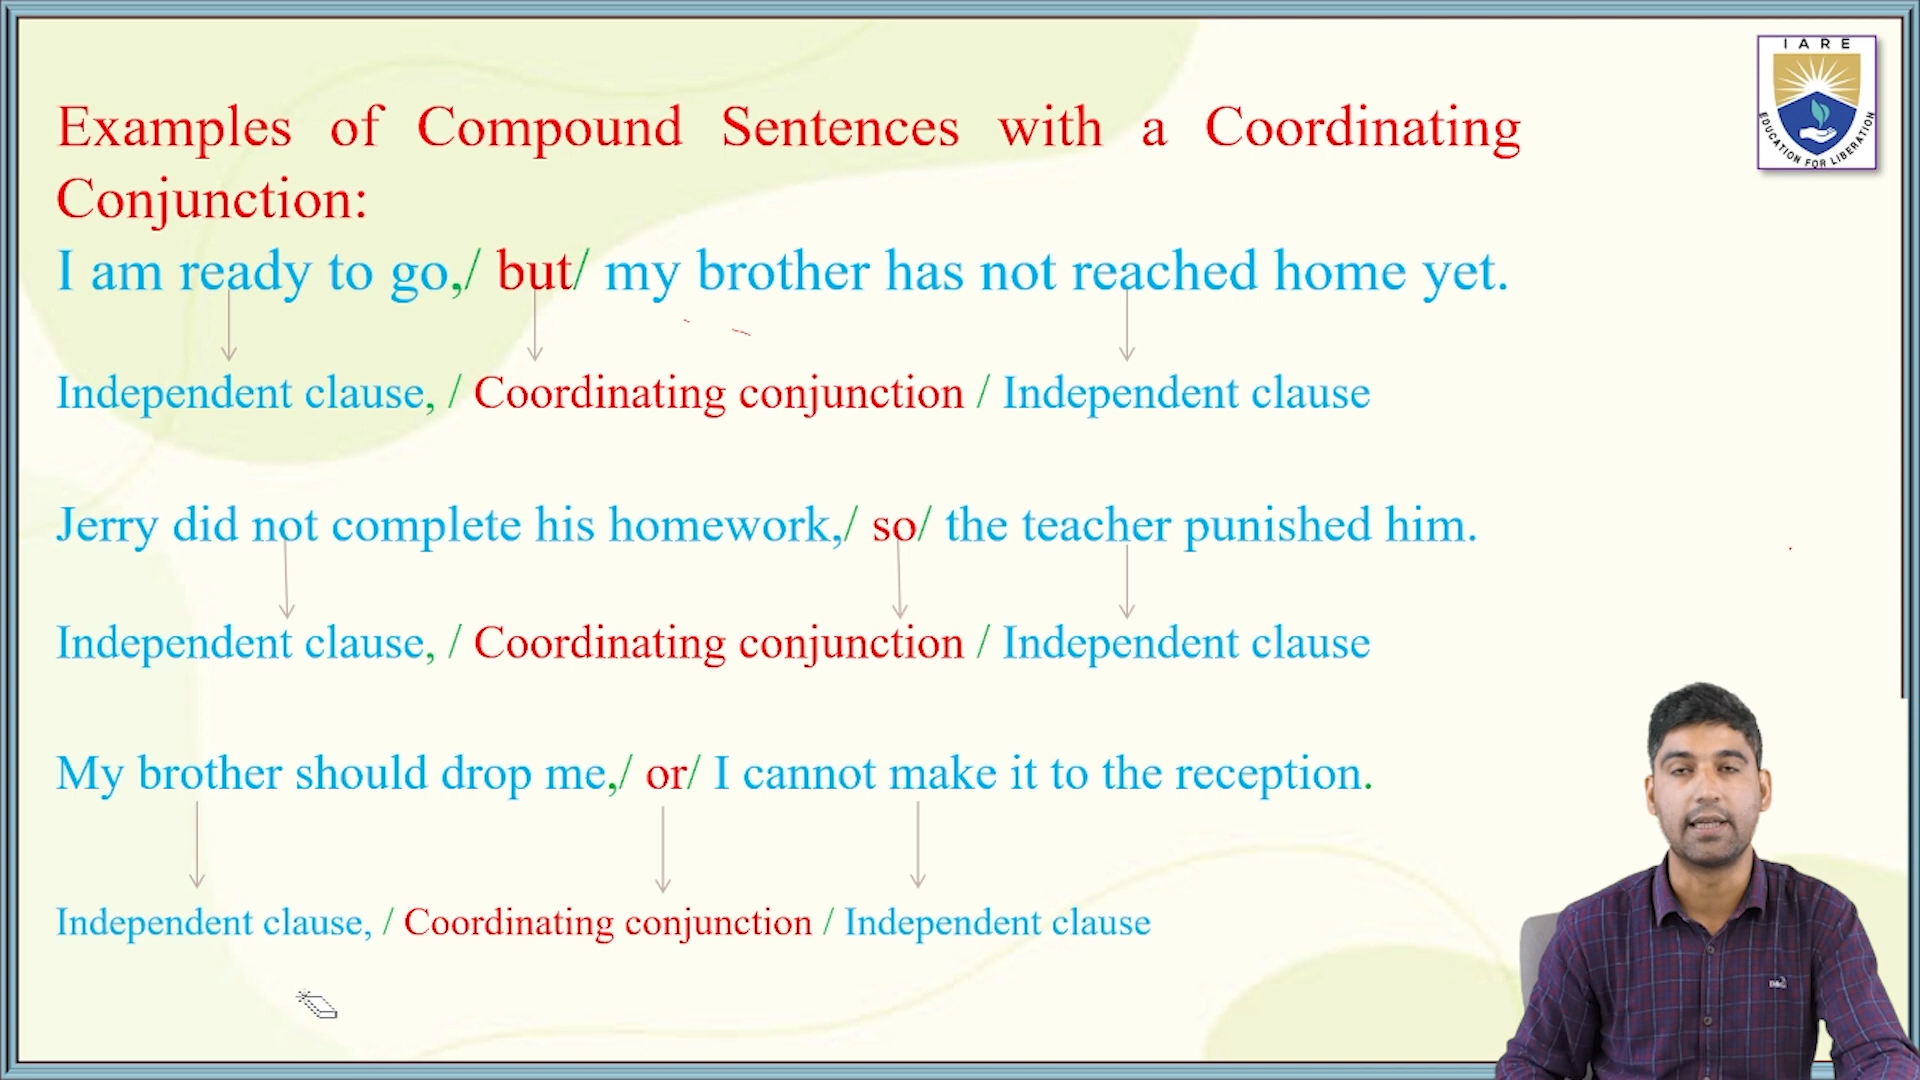 I A R E
EDUCATION FOR LIBERATION
Examples of Compound Sentences with a Coordinating
Conjunction:
I am ready to go,/ but/ my brother has not reached home yet.
Independent clause, / Coordinating conjunction / Independent clause
Jerry did not complete his homework,/ so/ the teacher punished him.
Independent clause, / Coordinating conjunction / Independent clause
My brother should drop me,/ or/ I cannot make it to the reception.
Independent clause, / Coordinating conjunction / Independent clause